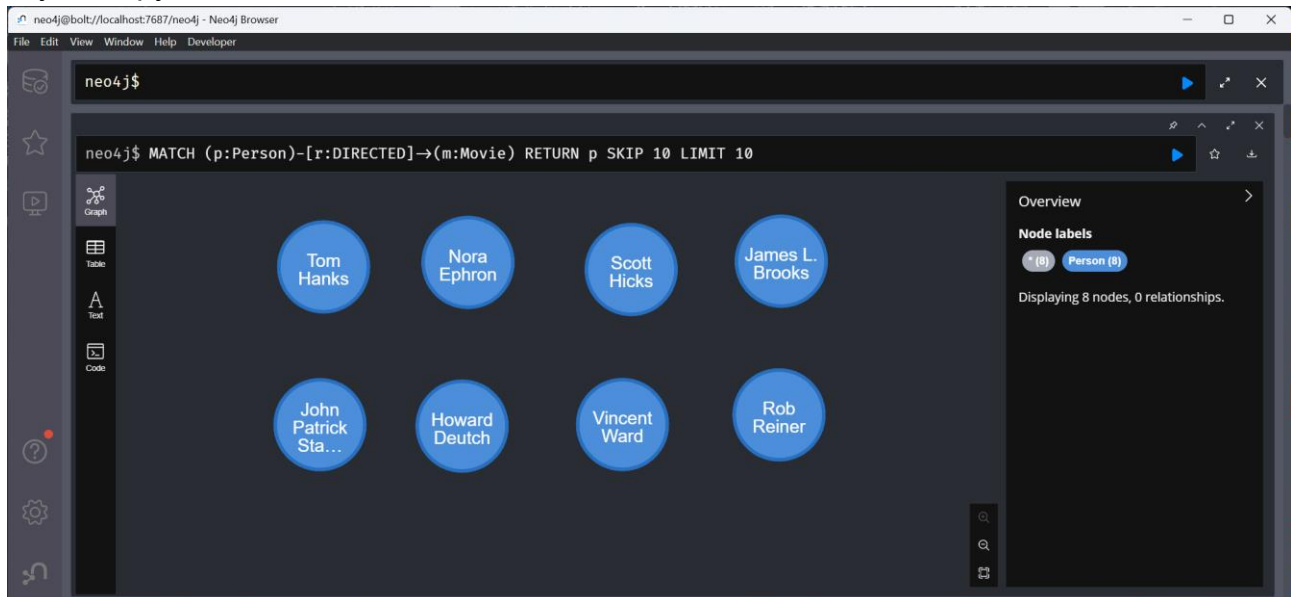 neo4j@bolt://localhost:7687/neo4j - Neo4j Browser
File Edit View Window Help Developer
neo4j$
neo4j$ MATCH (p:Person)-[r:DIRECTED]→(m:Movie) RETURN p SKIP 10 LIMIT 10
Graph
Table
Text
Code
Tom
Hanks
Nora
Ephron
Scott
Hicks
James L.
Brooks
John
Patrick
Sta...
Howard
Deutch
Vincent
Ward
Rob
Reiner
Overview
Node labels
* (8) Person (8)
Displaying 8 nodes, 0 relationships.